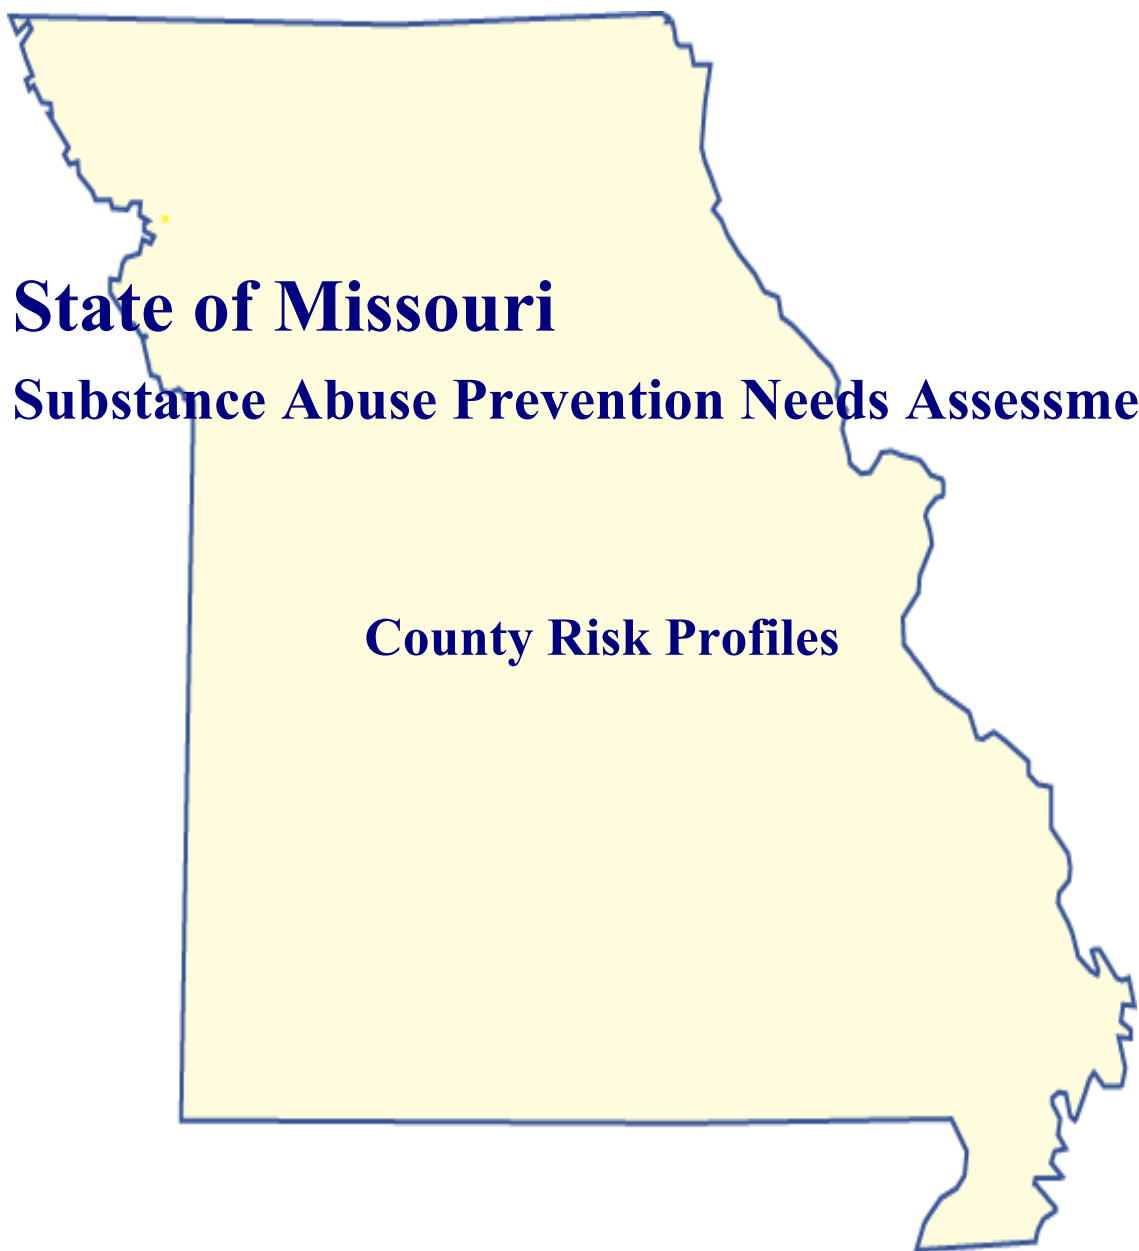 State of Missouri
Substance Abuse Prevention Needs Assessme
County Risk Profiles